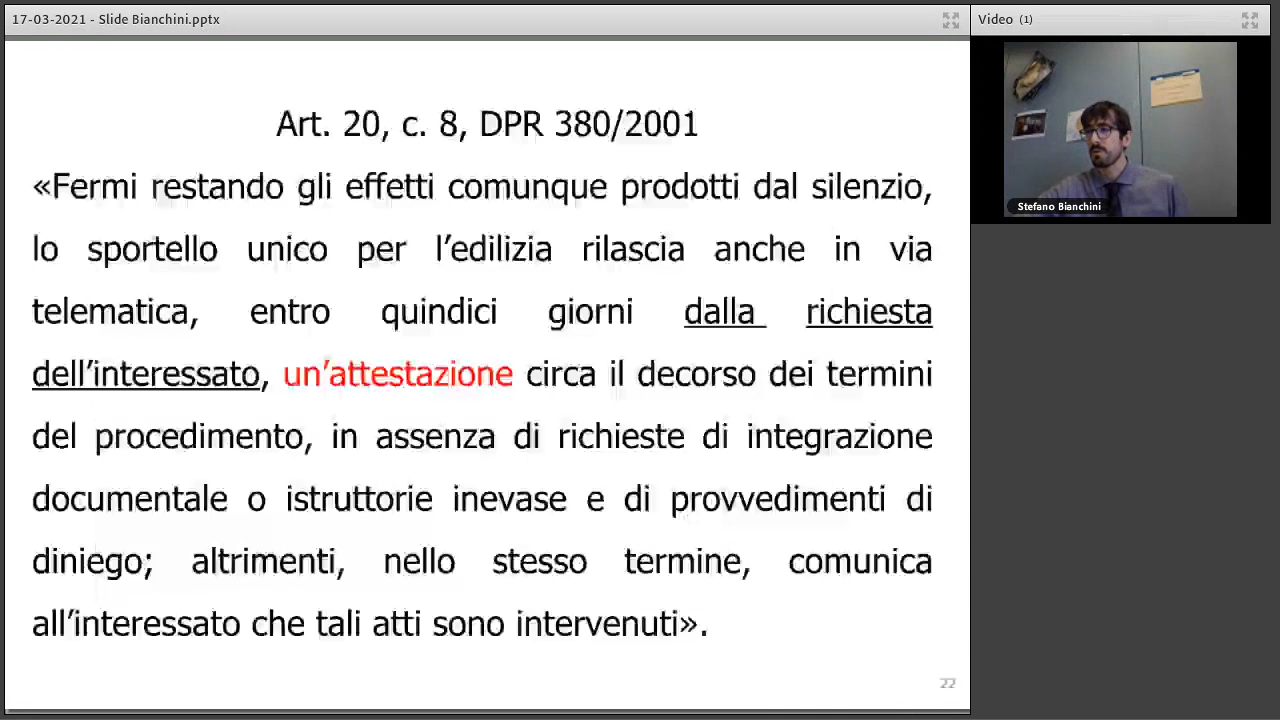 17-03-2021 - Slide Bianchini.pptx
Video (1)
Stefano Bianchini
Art. 20, c. 8, DPR 380/2001
«Fermi restando gli effetti comunque prodotti dal silenzio,
lo sportello unico per l'edilizia rilascia anche in via
telematica, entro quindici giorni dalla richiesta
dell'interessato, un'attestazione circa il decorso dei termini
del procedimento, in assenza di richieste di integrazione
documentale o istruttorie inevase e di provvedimenti di
diniego; altrimenti, nello stesso termine, comunica
all'interessato che tali atti sono intervenuti».
22